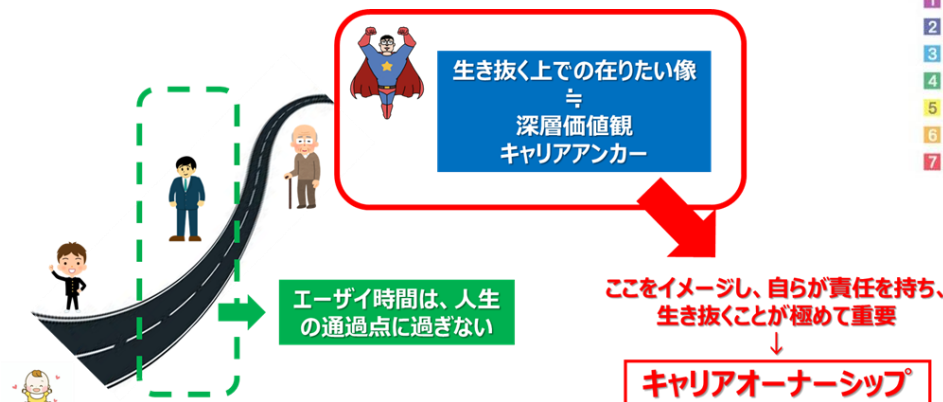 生き抜く上での在りたい像
≒
深層価値観
キャリアアンカー
エーザイ時間は、人生
の通過点に過ぎない
ここをイメージし、自らが責任を持ち、
生き抜くことが極めて重要
↓
キャリアオーナーシップ
1
2
3
4
5
6
7